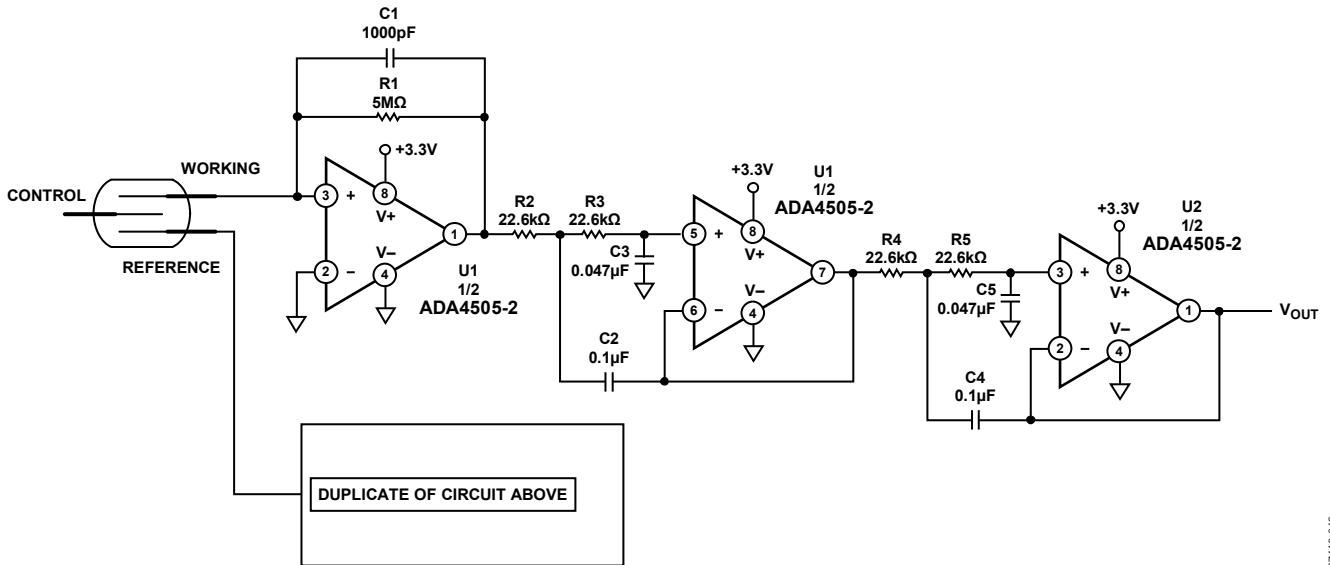 C1
1000pF
R1
5MΩ
+3.3V
WORKING
CONTROL
REFERENCE
3
+
8
V+
1
2
–
V–
4
U1
1/2
ADA4505-2
R2
22.6kΩ
R3
22.6kΩ
C3
0.047µF
C2
0.1µF
+3.3V
U1
1/2
ADA4505-2
5
+
8
V+
7
6
–
V–
4
R4
22.6kΩ
R5
22.6kΩ
C5
0.047µF
C4
0.1µF
+3.3V
U2
1/2
ADA4505-2
3
+
8
V+
1
2
–
V–
4
VOUT
DUPLICATE OF CIRCUIT ABOVE